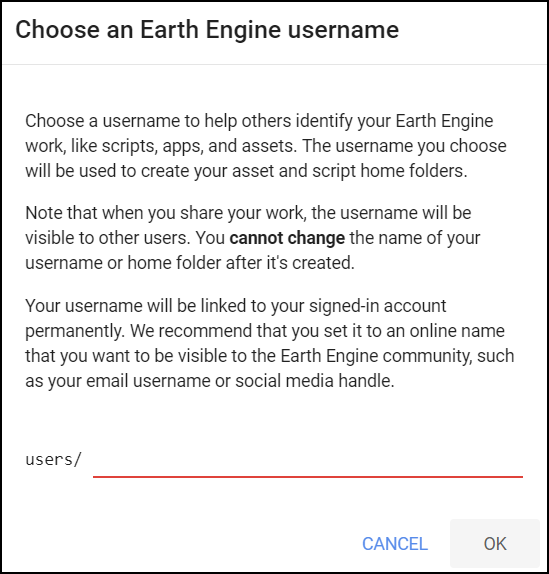 Choose an Earth Engine username
Choose a username to help others identify your Earth Engine
work, like scripts, apps, and assets. The username you choose
will be used to create your asset and script home folders.
Note that when you share your work, the username will be
visible to other users. You cannot change the name of your
username or home folder after it's created.
Your username will be linked to your signed-in account
permanently. We recommend that you set it to an online name
that you want to be visible to the Earth Engine community, such
as your email username or social media handle.
users/
CANCEL OK